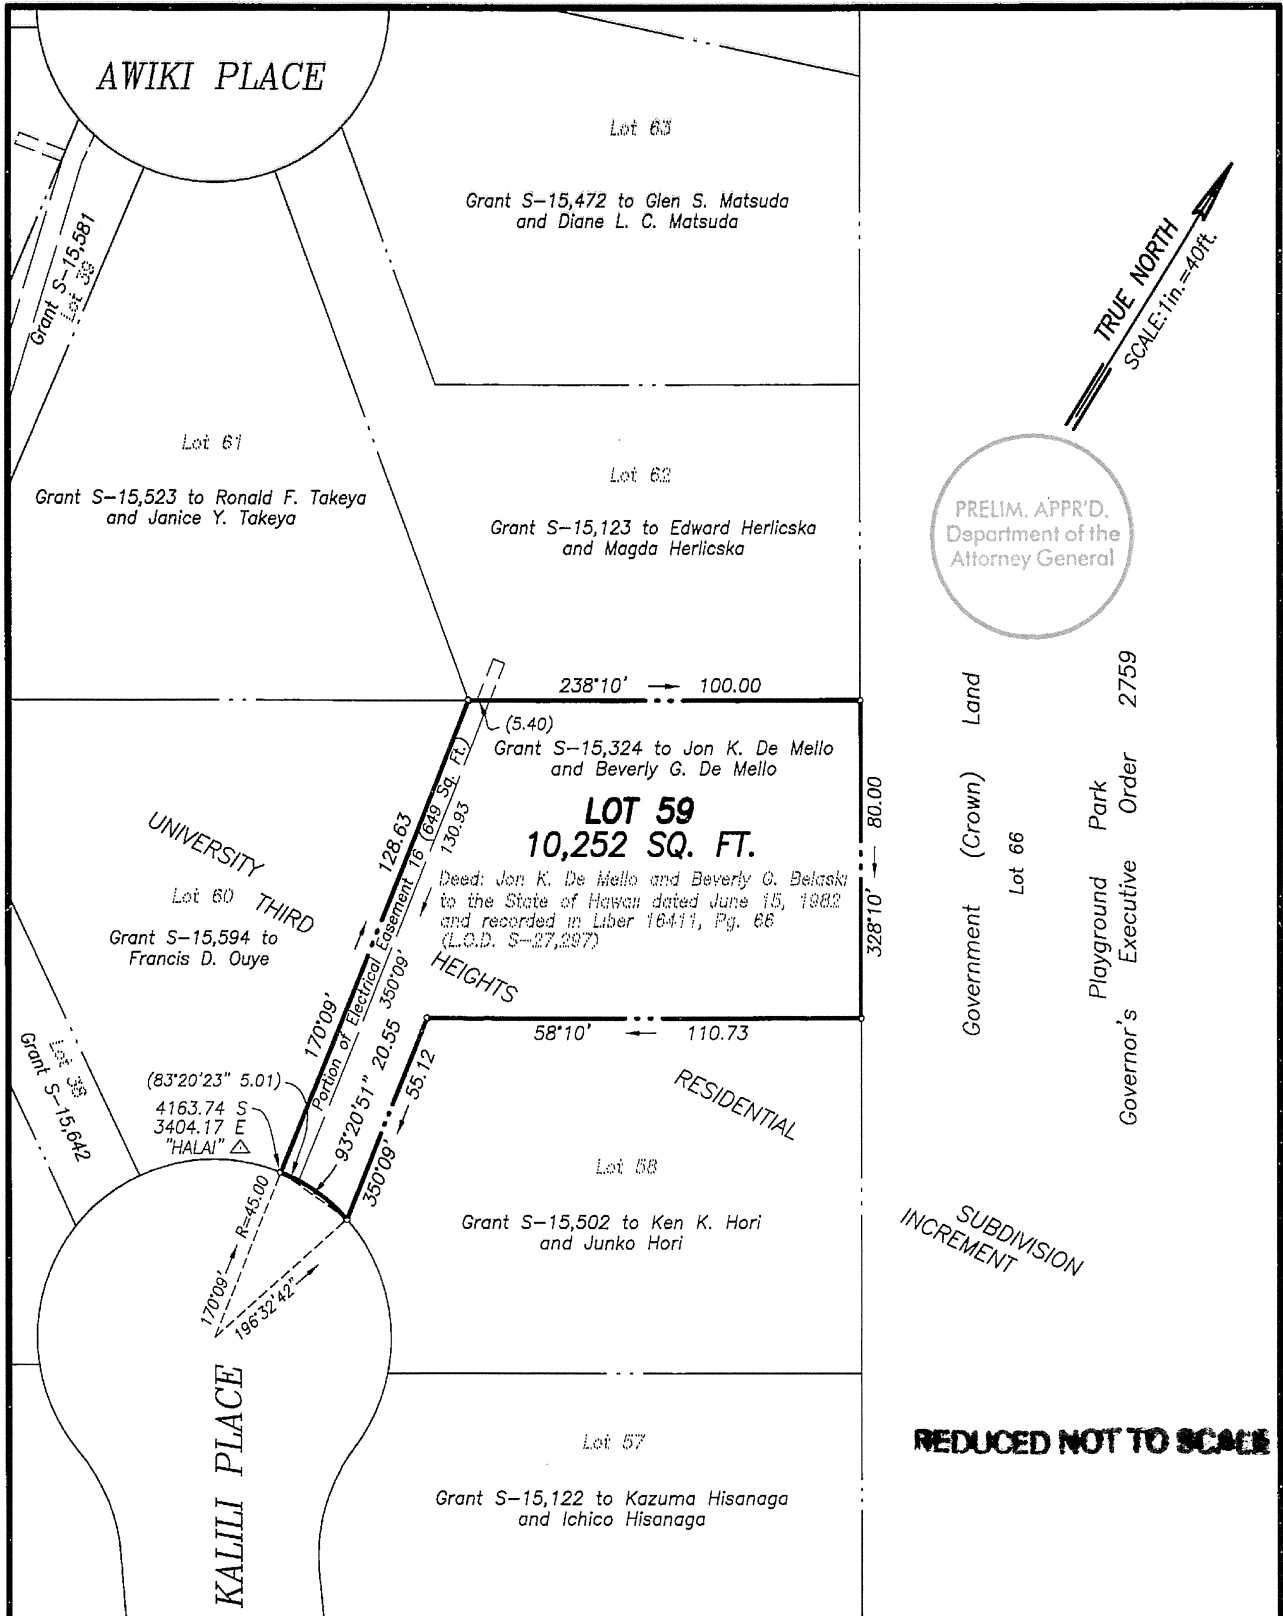 AWIKI PLACE
Lot 63
Grant S-15,472 to Glen S. Matsuda
and Diane L. C. Matsuda
Grant S-15,581
Lot 39
TRUE NORTH
SCALE: 1in.=40ft.
Lot 61
Grant S-15,523 to Ronald F. Takeya
and Janice Y. Takeya
Lot 62
Grant S-15,123 to Edward Herlicska
and Magda Herlicska
PRELIM. APPR'D.
Department of the
Attorney General
238°10' 100.00
(5.40)
Grant S-15,324 to Jon K. De Mello
and Beverly G. De Mello
LOT 59
10,252 SQ. FT.
Deed: Jon K. De Mello and Beverly G. Belaski
to the State of Hawaii dated June 15, 1982
and recorded in Liber 16411, Pg. 66
(L.O.D. S-27,297)
328°10' 80.00
Government (Crown) Land
Lot 66
Playground Park
Governor's Executive Order 2759
170°09' 128.63
Portion of Electrical Easement 16 (649 Sq. Ft.)
350°09' 130.93
UNIVERSITY
Lot 60
THIRD
Grant S-15,594 to
Francis D. Ouye
HEIGHTS
58°10' 110.73
RESIDENTIAL
Lot 38
Grant S-15,642
(83°20'23" 5.01)
4163.74 S
3404.17 E
"HALAI"
93°20'51" 20.55
350°09' 55.12
Lot 58
Grant S-15,502 to Ken K. Hori
and Junko Hori
SUBDIVISION
INCREMENT
170°09' R=45.00
196°32'42"
KALILI PLACE
Lot 57
Grant S-15,122 to Kazuma Hisanaga
and Ichico Hisanaga
REDUCED NOT TO SCALE